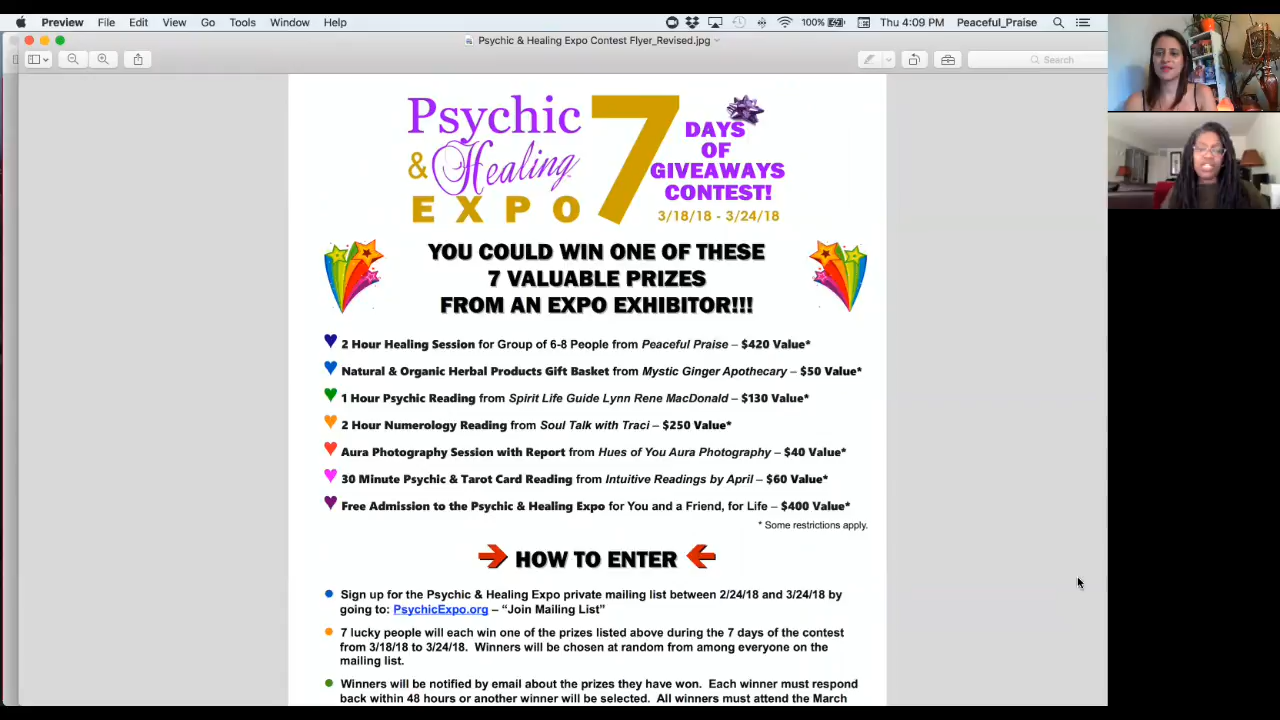 Preview File Edit View Go Tools Window Help 100% Thu 4:09 PM Peaceful_Praise
Psychic & Healing Expo Contest Flyer_Revised.jpg
Search
Psychic
& Healing
EXPO
7
DAYS
OF
GIVEAWAYS
CONTEST!
3/18/18 - 3/24/18
YOU COULD WIN ONE OF THESE
7 VALUABLE PRIZES
FROM AN EXPO EXHIBITOR!!!
2 Hour Healing Session for Group of 6-8 People from Peaceful Praise – $420 Value*
Natural & Organic Herbal Products Gift Basket from Mystic Ginger Apothecary – $50 Value*
1 Hour Psychic Reading from Spirit Life Guide Lynn Rene MacDonald – $130 Value*
2 Hour Numerology Reading from Soul Talk with Traci – $250 Value*
Aura Photography Session with Report from Hues of You Aura Photography – $40 Value*
30 Minute Psychic & Tarot Card Reading from Intuitive Readings by April – $60 Value*
Free Admission to the Psychic & Healing Expo for You and a Friend, for Life – $400 Value*
* Some restrictions apply.
HOW TO ENTER
Sign up for the Psychic & Healing Expo private mailing list between 2/24/18 and 3/24/18 by
going to: PsychicExpo.org – “Join Mailing List”
7 lucky people will each win one of the prizes listed above during the 7 days of the contest
from 3/18/18 to 3/24/18. Winners will be chosen at random from among everyone on the
mailing list.
Winners will be notified by email about the prizes they have won. Each winner must respond
back within 48 hours or another winner will be selected. All winners must attend the March